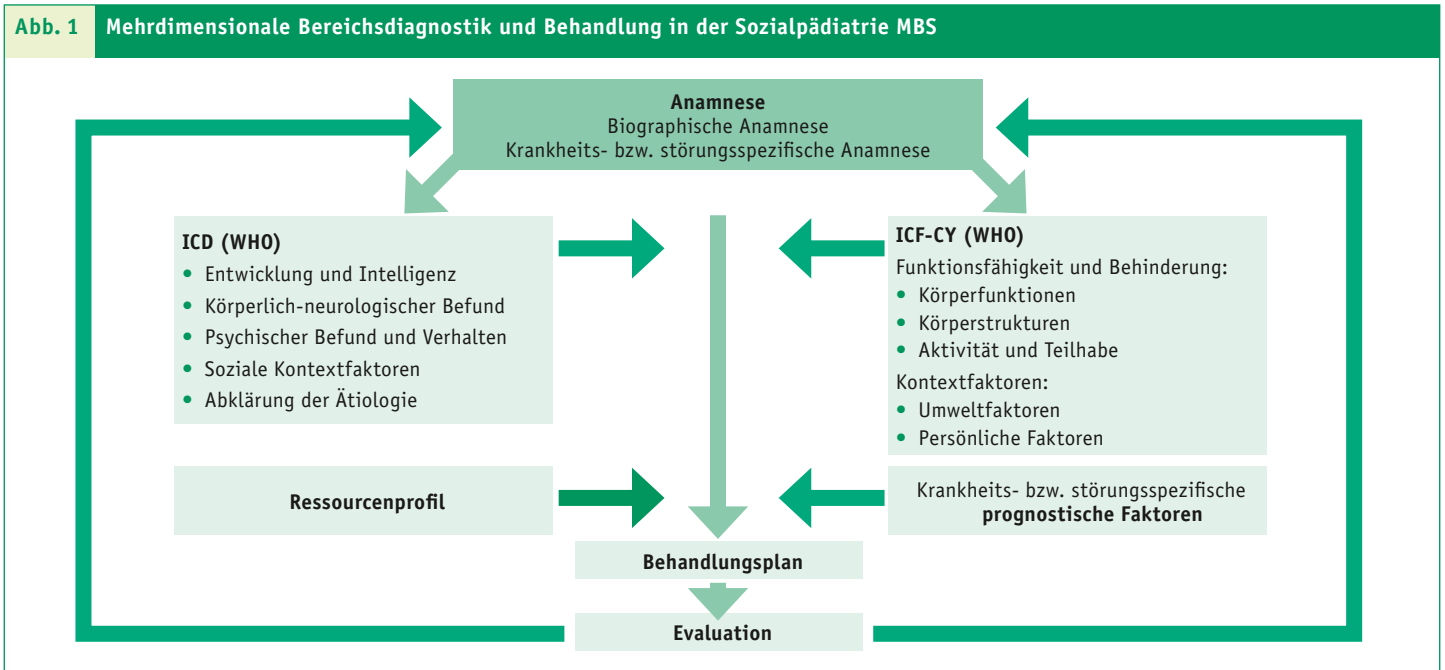 Abb. 1 Mehrdimensionale Bereichsdiagnostik und Behandlung in der Sozialpädiatrie MBS
Anamnese
Biographische Anamnese
Krankheits- bzw. störungsspezifische Anamnese
ICD (WHO)
• Entwicklung und Intelligenz
• Körperlich-neurologischer Befund
• Psychischer Befund und Verhalten
• Soziale Kontextfaktoren
• Abklärung der Ätiologie
ICF-CY (WHO)
Funktionsfähigkeit und Behinderung:
• Körperfunktionen
• Körperstrukturen
• Aktivität und Teilhabe
Kontextfaktoren:
• Umweltfaktoren
• Persönliche Faktoren
Ressourcenprofil
Krankheits- bzw. störungsspezifische
prognostische Faktoren
Behandlungsplan
Evaluation